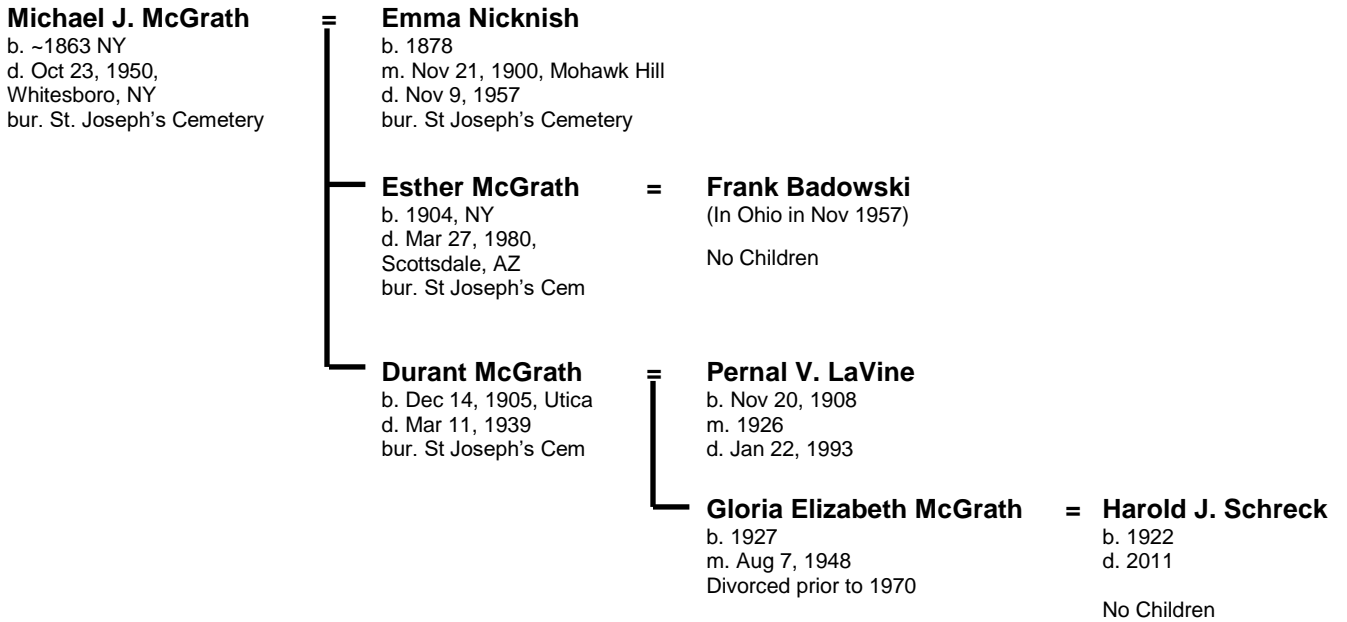 Michael J. McGrath = Emma Nicknish
b. ~1863 NY
d. Oct 23, 1950,
Whitesboro, NY
bur. St. Joseph’s Cemetery
b. 1878
m. Nov 21, 1900, Mohawk Hill
d. Nov 9, 1957
bur. St Joseph’s Cemetery
Esther McGrath = Frank Badowski
b. 1904, NY
d. Mar 27, 1980,
Scottsdale, AZ
bur. St Joseph’s Cem
(In Ohio in Nov 1957)
No Children
Durant McGrath = Pernal V. LaVine
b. Dec 14, 1905, Utica
d. Mar 11, 1939
bur. St Joseph’s Cem
b. Nov 20, 1908
m. 1926
d. Jan 22, 1993
Gloria Elizabeth McGrath = Harold J. Schreck
b. 1927
m. Aug 7, 1948
Divorced prior to 1970
b. 1922
d. 2011
No Children